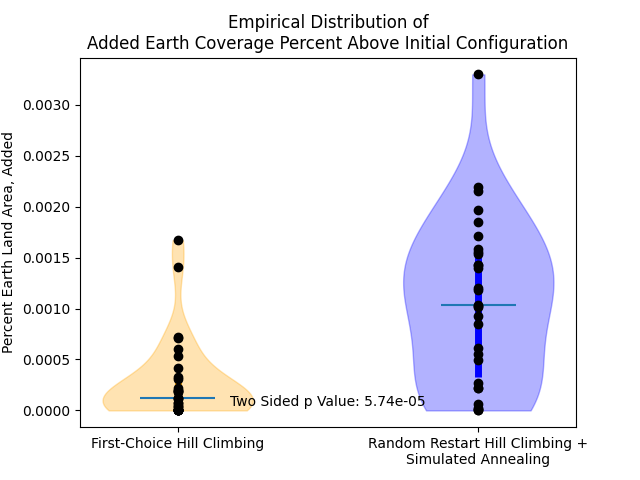 Empirical Distribution of
Added Earth Coverage Percent Above Initial Configuration
Percent Earth Land Area, Added
0.0030
0.0025
0.0020
0.0015
0.0010
0.0005
0.0000
Two Sided p Value: 5.74e-05
First-Choice Hill Climbing
Random Restart Hill Climbing +
Simulated Annealing